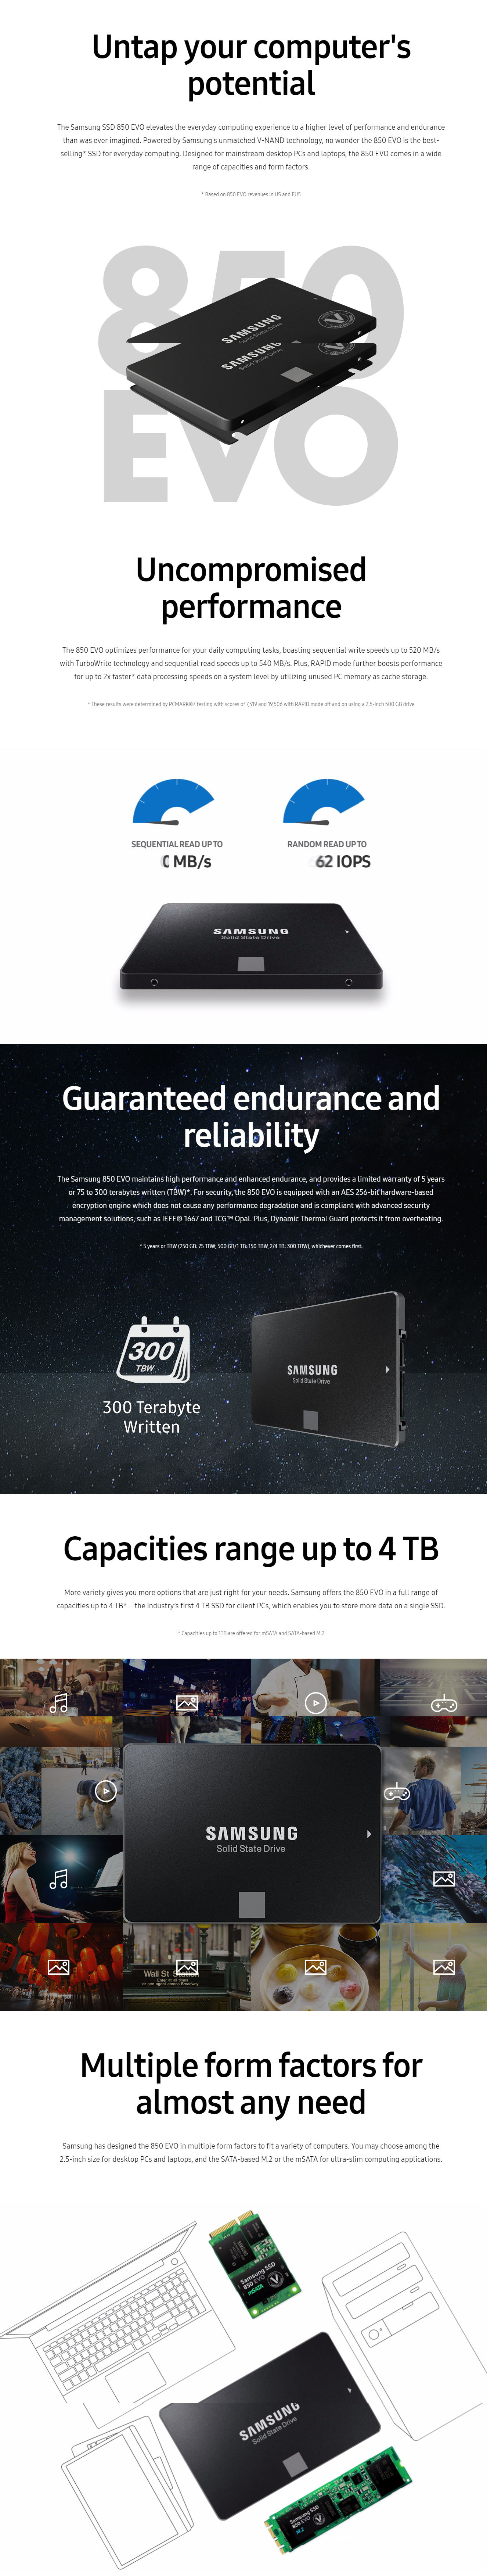 Untap your computer's
potential
The Samsung SSD 850 EVO elevates the everyday computing experience to a higher level of performance and endurance
than was ever imagined. Powered by Samsung's unmatched V-NAND technology, no wonder the 850 EVO is the best-
selling* SSD for everyday computing. Designed for mainstream desktop PCs and laptops, the 850 EVO comes in a wide
range of capacities and form factors.
* Based on 850 EVO revenues in US and EU5
850
EVO
SAMSUNG
Solid State Drive
V
SAMSUNG
Solid State Drive
Uncompromised
performance
The 850 EVO optimizes performance for your daily computing tasks, boasting sequential write speeds up to 520 MB/s
with TurboWrite technology and sequential read speeds up to 540 MB/s. Plus, RAPID mode further boosts performance
for up to 2x faster* data processing speeds on a system level by utilizing unused PC memory as cache storage.
* These results were determined by PCMARK®7 testing with scores of 7,519 and 19,506 with RAPID mode off and on using a 2.5-inch 500 GB drive
SEQUENTIAL READ UP TO
MB/s
RANDOM READ UP TO
62 IOPS
SAMSUNG
Solid State Drive
Guaranteed endurance and
reliability
The Samsung 850 EVO maintains high performance and enhanced endurance, and provides a limited warranty of 5 years
or 75 to 300 terabytes written (TBW)*. For security, the 850 EVO is equipped with an AES 256-bit hardware-based
encryption engine which does not cause any performance degradation and is compliant with advanced security
management solutions, such as IEEE® 1667 and TCG™ Opal. Plus, Dynamic Thermal Guard protects it from overheating.
* 5 years or TBW (250 GB: 75 TBW, 500 GB/1 TB: 150 TBW, 2/4 TB: 300 TBW), whichever comes first.
300
TBW
300 Terabyte
Written
SAMSUNG
Solid State Drive
Capacities range up to 4 TB
More variety gives you more options that are just right for your needs. Samsung offers the 850 EVO in a full range of
capacities up to 4 TB* – the industry's first 4 TB SSD for client PCs, which enables you to store more data on a single SSD.
* Capacities up to 1TB are offered for mSATA and SATA-based M.2
SAMSUNG
Solid State Drive
Wall St. Station
Enter at all times
or see agent across Broadway
Multiple form factors for
almost any need
Samsung has designed the 850 EVO in multiple form factors to fit a variety of computers. You may choose among the
2.5-inch size for desktop PCs and laptops, and the SATA-based M.2 or the mSATA for ultra-slim computing applications.
Samsung SSD
850 EVO
mSATA
V
SAMSUNG
Solid State Drive
Samsung SSD
850 EVO
M.2
V